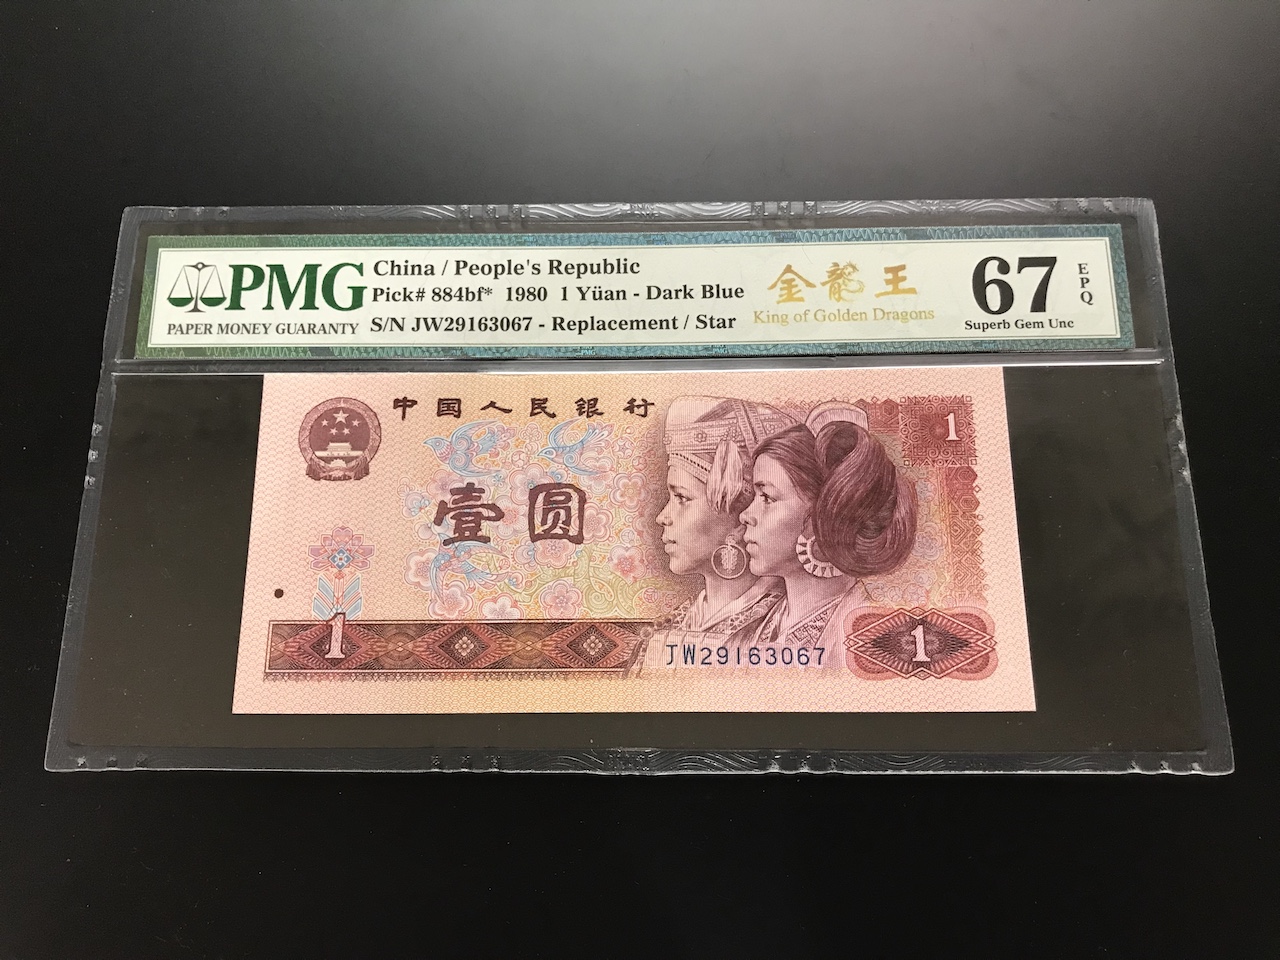 PMG
PAPER MONEY GUARANTY
China / People's Republic
Pick# 884bf* 1980 1 Yüan - Dark Blue
S/N JW29163067 - Replacement / Star
金龍王
King of Golden Dragons
67
EPQ
Superb Gem Unc
中国人民银行
1
壹圆
1
JW29163067
1